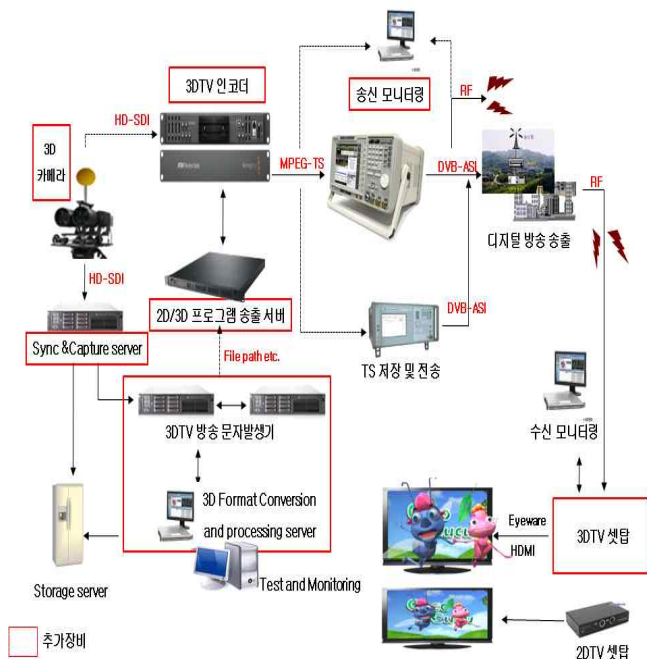 3DTV 인코더
송신 모니터령
RF
HD-SDI
3D
카메라
MPEG-TS
DVB-ASI
RF
디지털 방송 송출
HD-SDI
2D/3D 프로그램 송출 서버
DVB-ASI
Sync &Capture server
File path etc.
TS 저장 및 전송
3DTV 방송 문자발생기
수신 모니터령
3D Format Conversion
and processing server
Eyeware
HDMI
3DTV 셋탑
Test and Monitoring
Storage server
추가장비
2DTV 셋탑